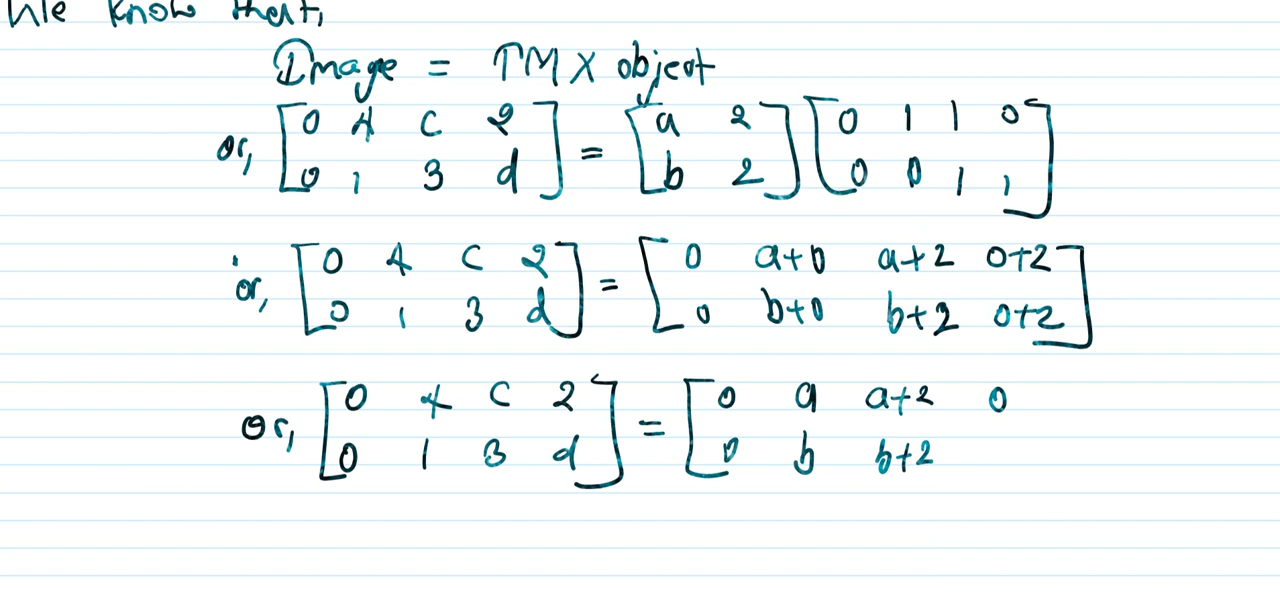 We know that,
Image = TM X object
or, [0 4 C 2 = [a 2 [0 1 1 0
0 1 3 d] b 2] 0 0 1 1]
or, [0 4 C 2 = [0 a+0 a+2 0+2
0 1 3 d] 0 b+0 b+2 0+2]
or, [0 4 C 2 = [0 a a+2 0
0 1 3 d] 0 b b+2